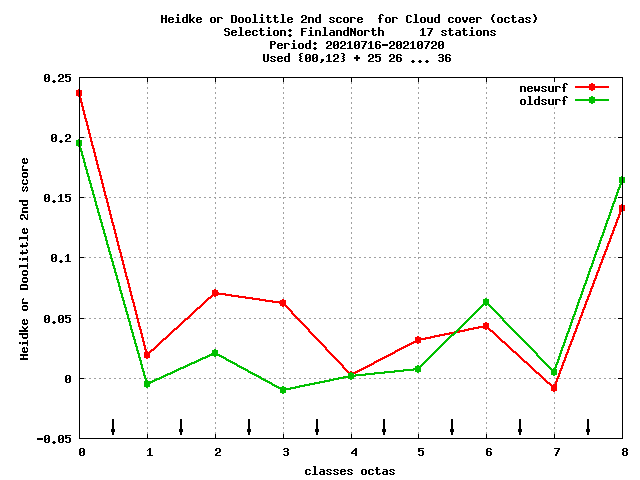 Heidke or Doolittle 2nd score  for Cloud cover (octas)
Selection: FinlandNorth     17 stations
Period: 20210716-20210720
Used {00,12} + 25 26 ... 36
newsurf
oldsurf
0.25
0.2
0.15
0.1
0.05
0
-0.05
Heidke or Doolittle 2nd score
0 1 2 3 4 5 6 7 8
classes octas